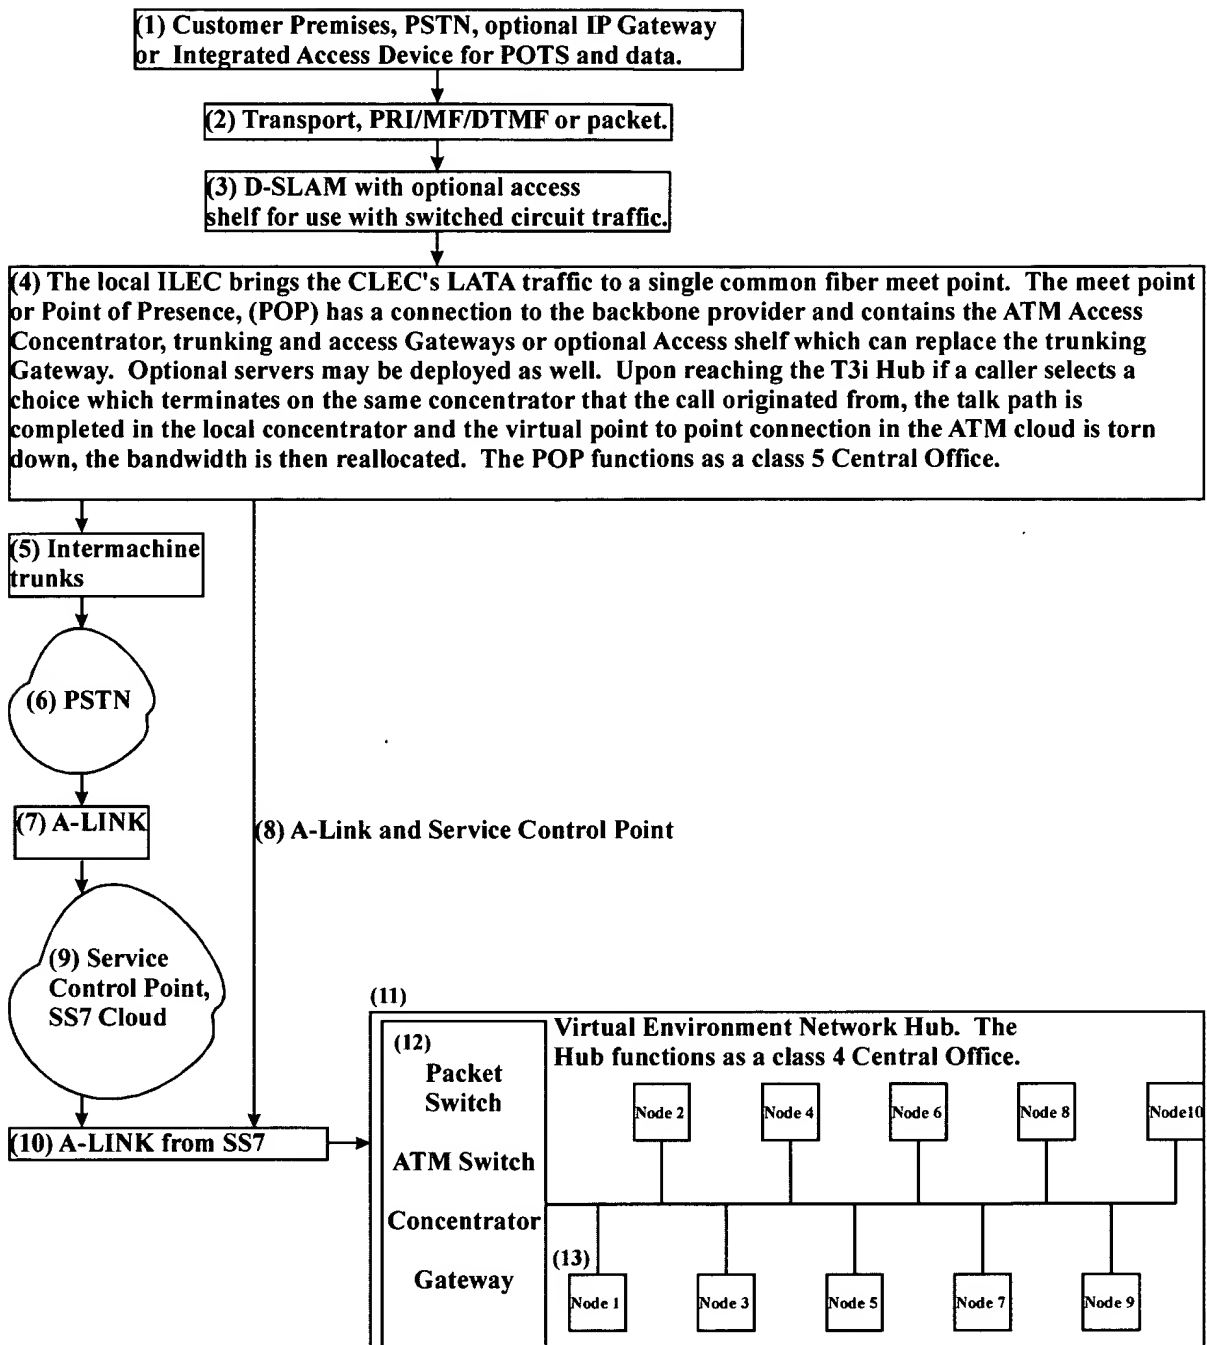 (1) Customer Premises, PSTN, optional IP Gateway
or Integrated Access Device for POTS and data.
(2) Transport, PRI/MF/DTMF or packet.
(3) D-SLAM with optional access
shelf for use with switched circuit traffic.
(4) The local ILEC brings the CLEC's LATA traffic to a single common fiber meet point. The meet point
or Point of Presence, (POP) has a connection to the backbone provider and contains the ATM Access
Concentrator, trunking and access Gateways or optional Access shelf which can replace the trunking
Gateway. Optional servers may be deployed as well. Upon reaching the T3i Hub if a caller selects a
choice which terminates on the same concentrator that the call originated from, the talk path is
completed in the local concentrator and the virtual point to point connection in the ATM cloud is torn
down, the bandwidth is then reallocated. The POP functions as a class 5 Central Office.
(5) Intermachine
trunks
(6) PSTN
(7) A-LINK
(8) A-Link and Service Control Point
(9) Service
Control Point,
SS7 Cloud
(10) A-LINK from SS7
(11)
(12)
Packet
Switch
ATM Switch
Concentrator
Gateway
Virtual Environment Network Hub. The
Hub functions as a class 4 Central Office.
Node 2
Node 4
Node 6
Node 8
Node10
(13)
Node 1
Node 3
Node 5
Node 7
Node 9